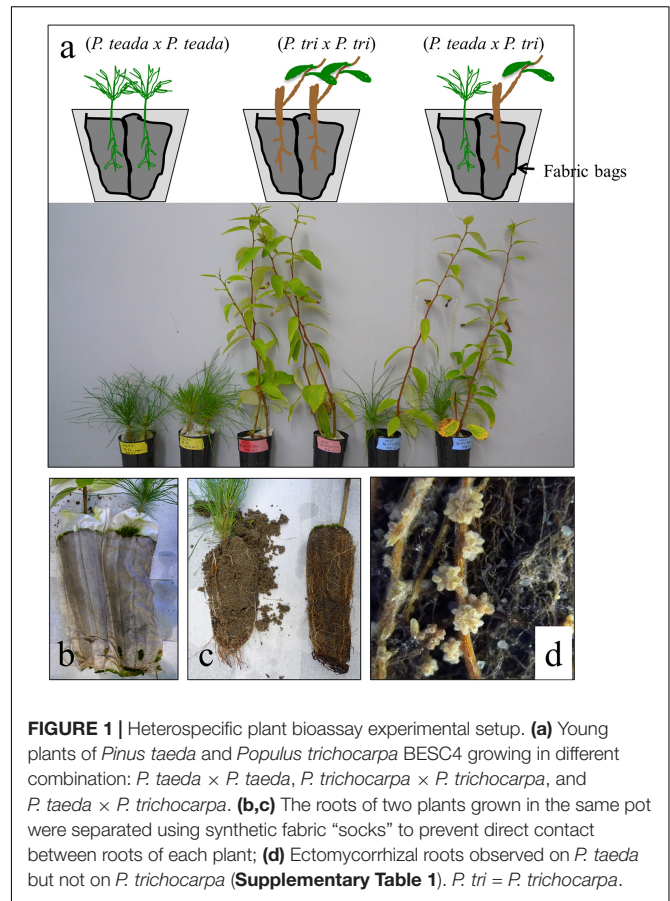 a
(P. teada x P. teada) (P. tri x P. tri) (P. teada x P. tri)
Fabric bags
b c d
FIGURE 1 | Heterospecific plant bioassay experimental setup. (a) Young
plants of Pinus taeda and Populus trichocarpa BESC4 growing in different
combination: P. taeda × P. taeda, P. trichocarpa × P. trichocarpa, and
P. taeda × P. trichocarpa. (b,c) The roots of two plants grown in the same pot
were separated using synthetic fabric “socks” to prevent direct contact
between roots of each plant; (d) Ectomycorrhizal roots observed on P. taeda
but not on P. trichocarpa (Supplementary Table 1). P. tri = P. trichocarpa.